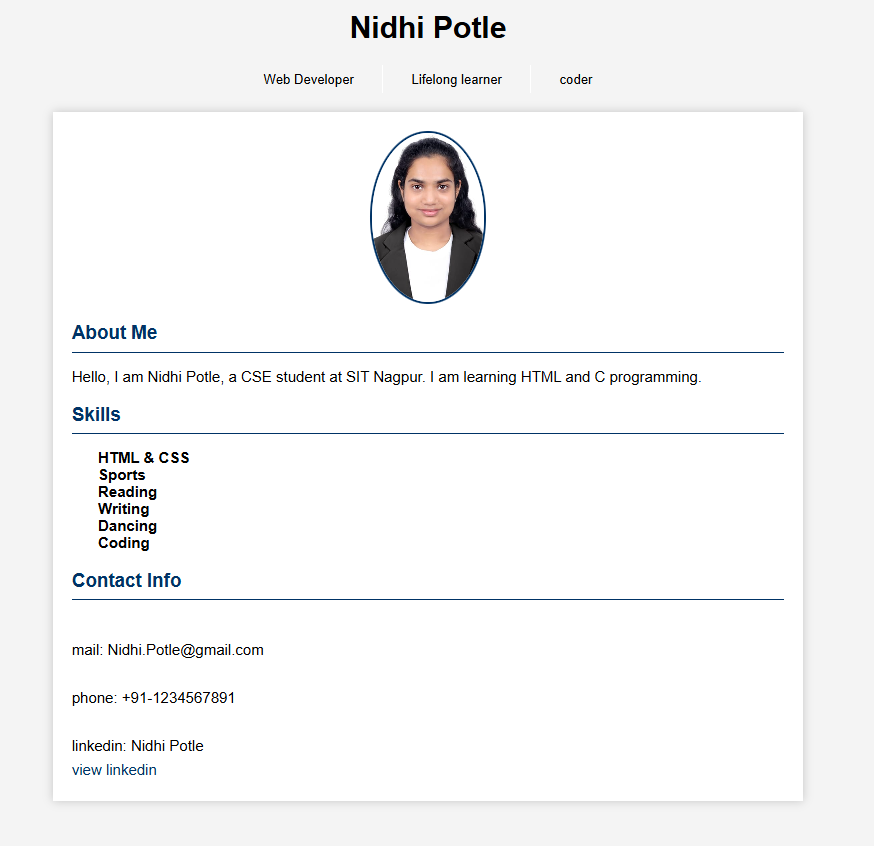 Nidhi Potle
Web Developer
Lifelong learner
coder
About Me
Hello, I am Nidhi Potle, a CSE student at SIT Nagpur. I am learning HTML and C programming.
Skills
HTML & CSS
Sports
Reading
Writing
Dancing
Coding
Contact Info
mail: Nidhi.Potle@gmail.com
phone: +91-1234567891
linkedin: Nidhi Potle
view linkedin